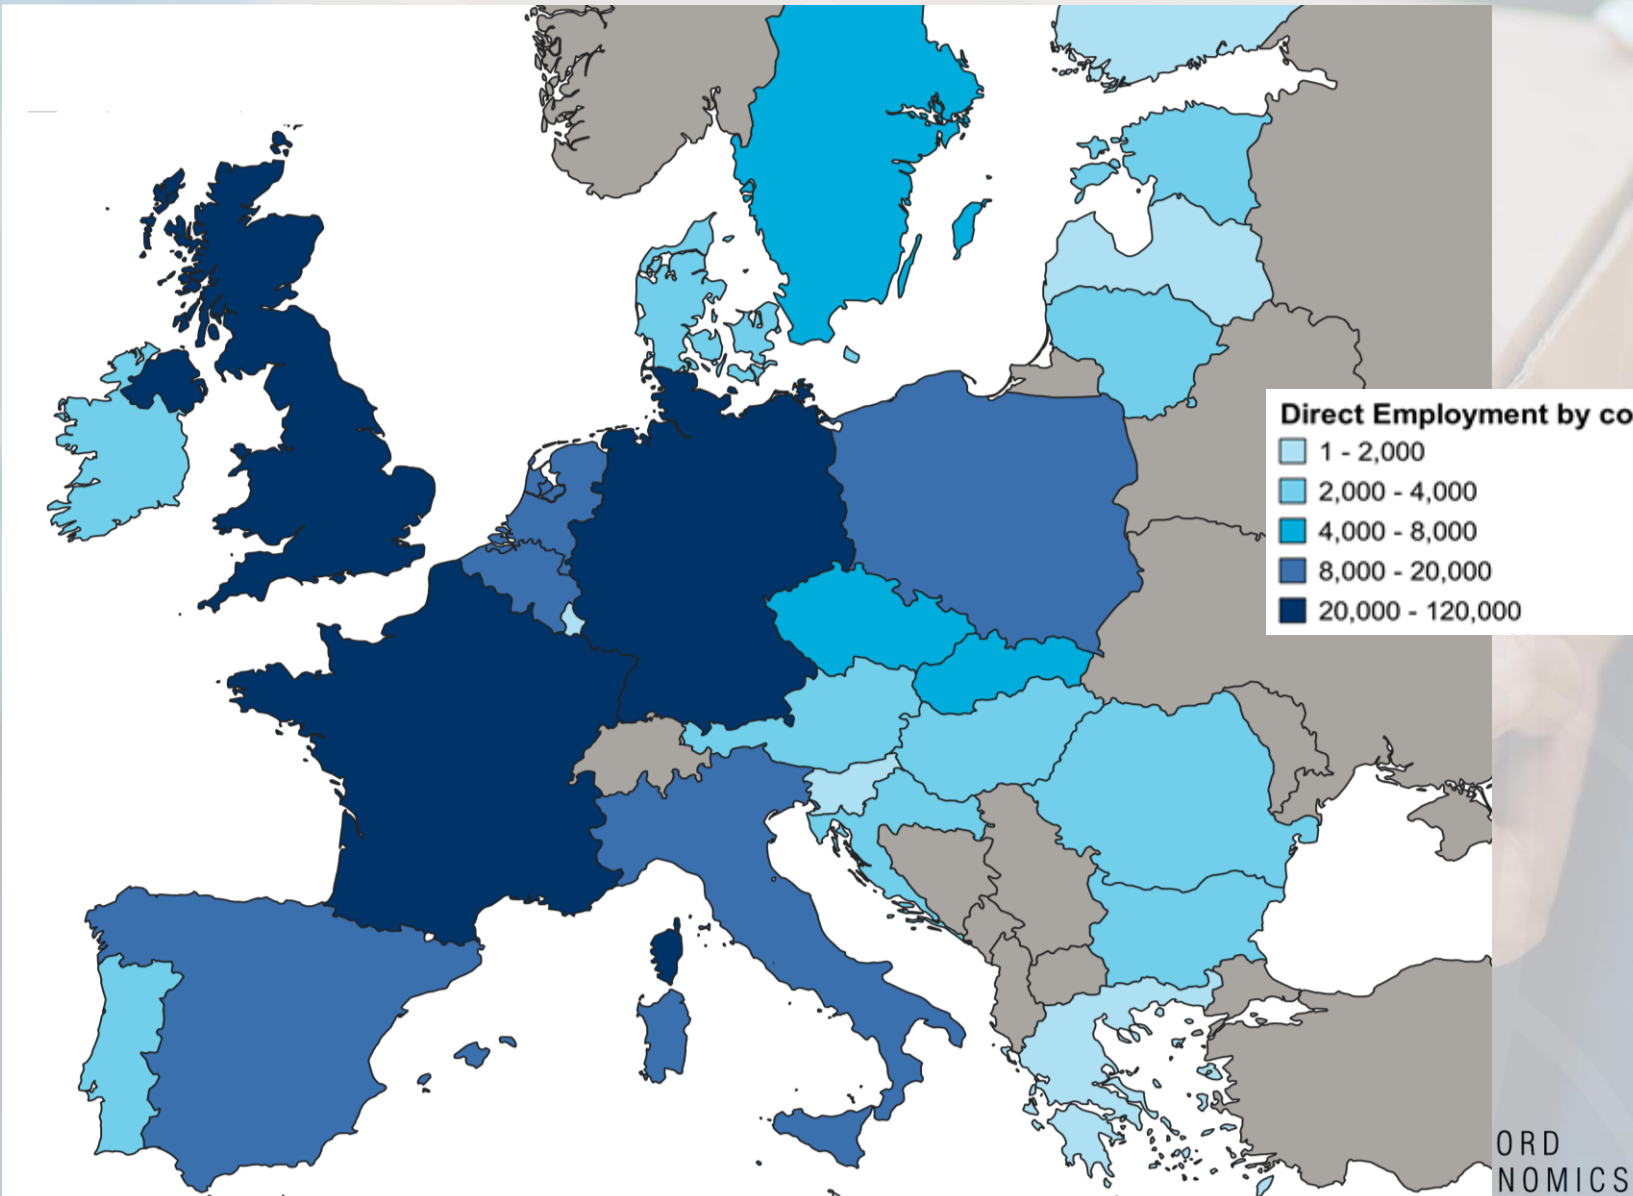 Direct Employment by co
1 - 2,000
2,000 - 4,000
4,000 - 8,000
8,000 - 20,000
20,000 - 120,000
ORD
NOMICS